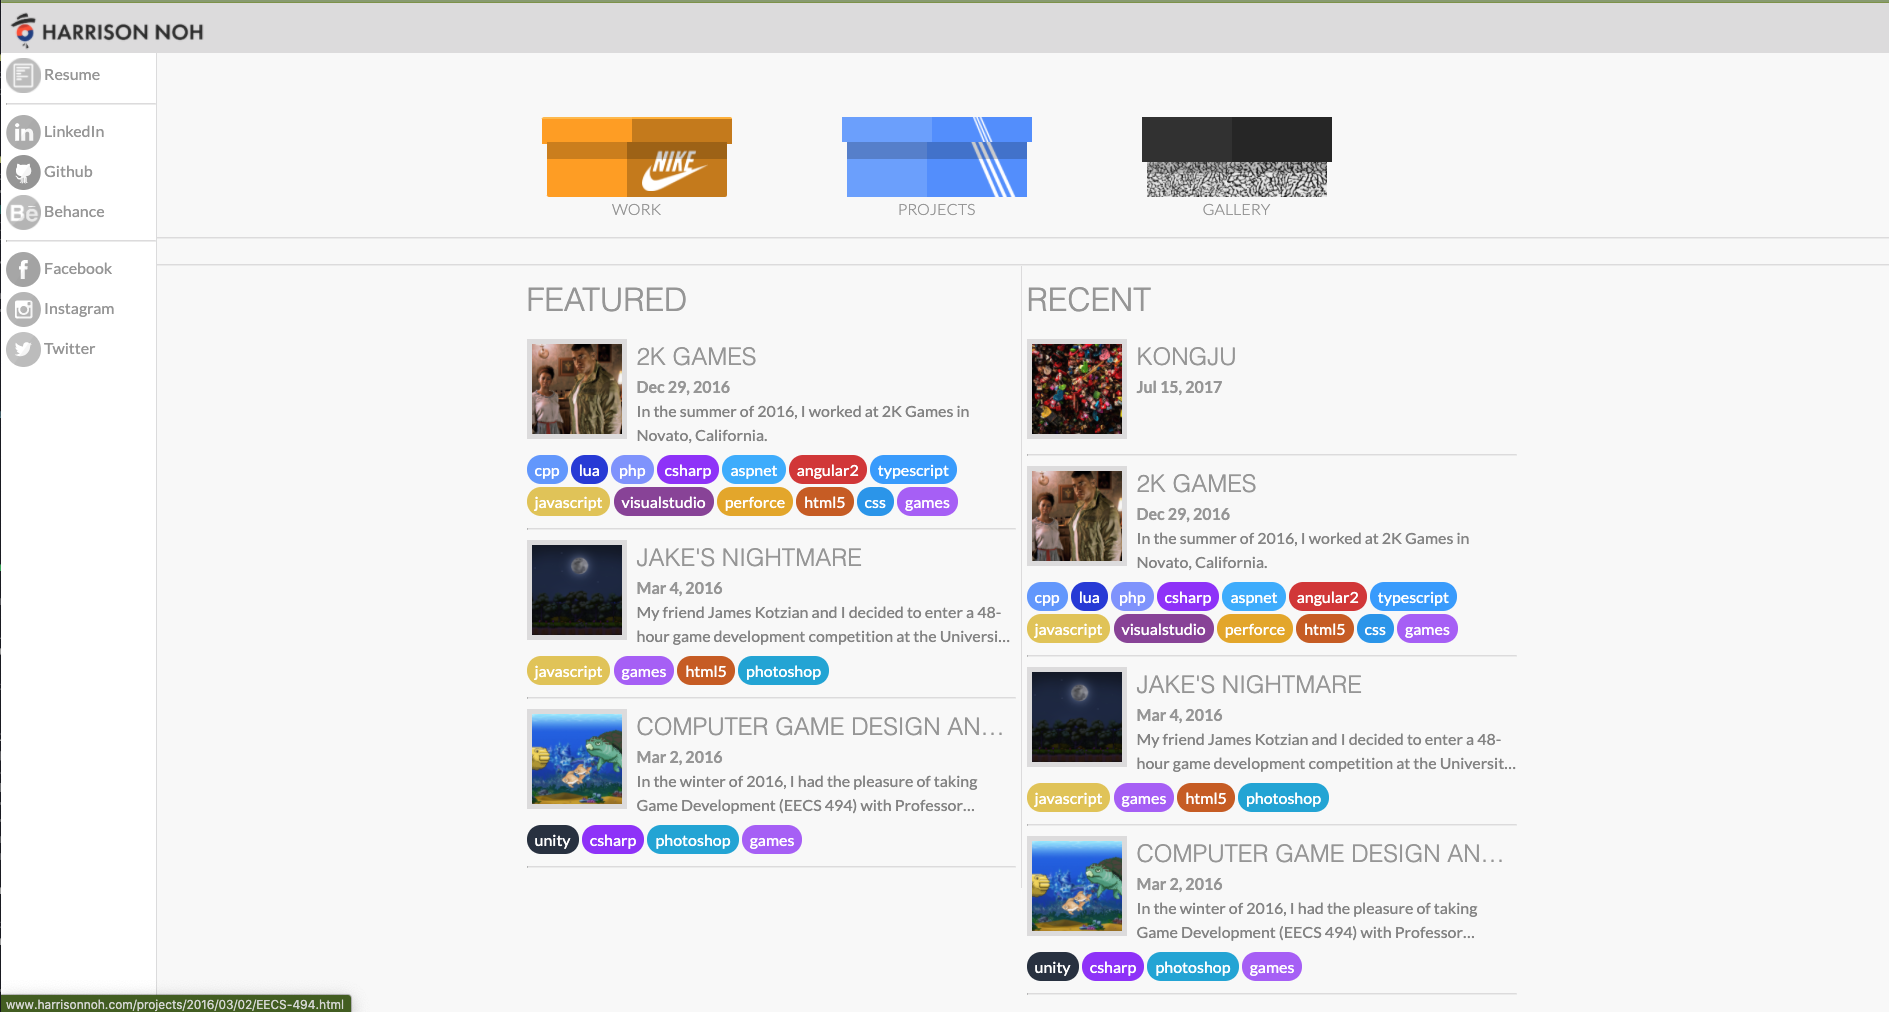 HARRISON NOH
Resume
LinkedIn
Github
Behance
Facebook
Instagram
Twitter
NIKE
WORK
PROJECTS
GALLERY
FEATURED
2K GAMES
Dec 29, 2016
In the summer of 2016, I worked at 2K Games in
Novato, California.
cpp lua php csharp aspnet angular2 typescript
javascript visualstudio perforce html5 css games
JAKE'S NIGHTMARE
Mar 4, 2016
My friend James Kotzian and I decided to enter a 48-
hour game development competition at the Universi...
javascript games html5 photoshop
COMPUTER GAME DESIGN AN...
Mar 2, 2016
In the winter of 2016, I had the pleasure of taking
Game Development (EECS 494) with Professor...
unity csharp photoshop games
RECENT
KONGJU
Jul 15, 2017
2K GAMES
Dec 29, 2016
In the summer of 2016, I worked at 2K Games in
Novato, California.
cpp lua php csharp aspnet angular2 typescript
javascript visualstudio perforce html5 css games
JAKE'S NIGHTMARE
Mar 4, 2016
My friend James Kotzian and I decided to enter a 48-
hour game development competition at the Universit...
javascript games html5 photoshop
COMPUTER GAME DESIGN AN...
Mar 2, 2016
In the winter of 2016, I had the pleasure of taking
Game Development (EECS 494) with Professor...
unity csharp photoshop games
www.harrisonnoh.com/projects/2016/03/02/EECS-494.html